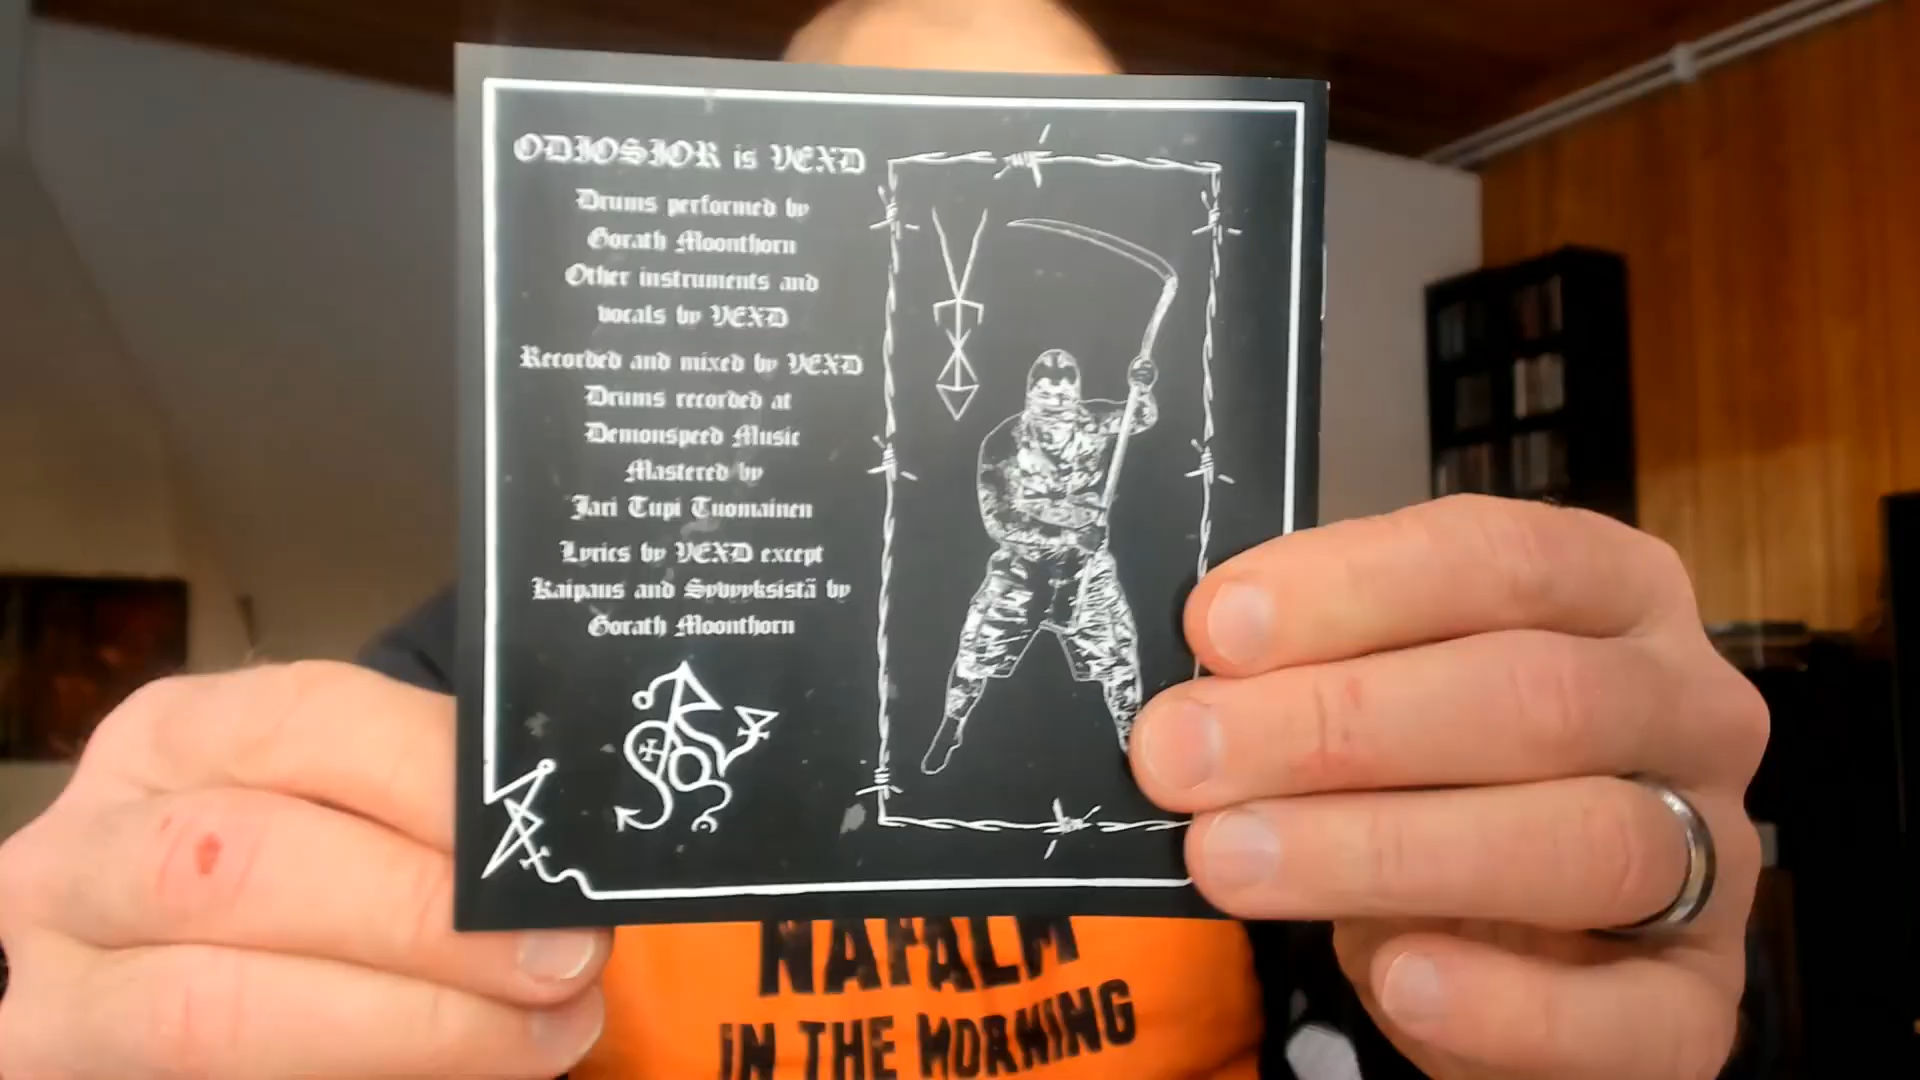 ODIOSIOR is VEXD
Drums performed by
Gorath Moonthorn
Other instruments and
vocals by VEXD
Recorded and mixed by VEXD
Drums recorded at
Demonspeed Music
Mastered by
Jari Tupi Tuomainen
Lyrics by VEXD except
Kaipaus and Syövyksistä by
Gorath Moonthorn
NAPALM
IN THE MORNING